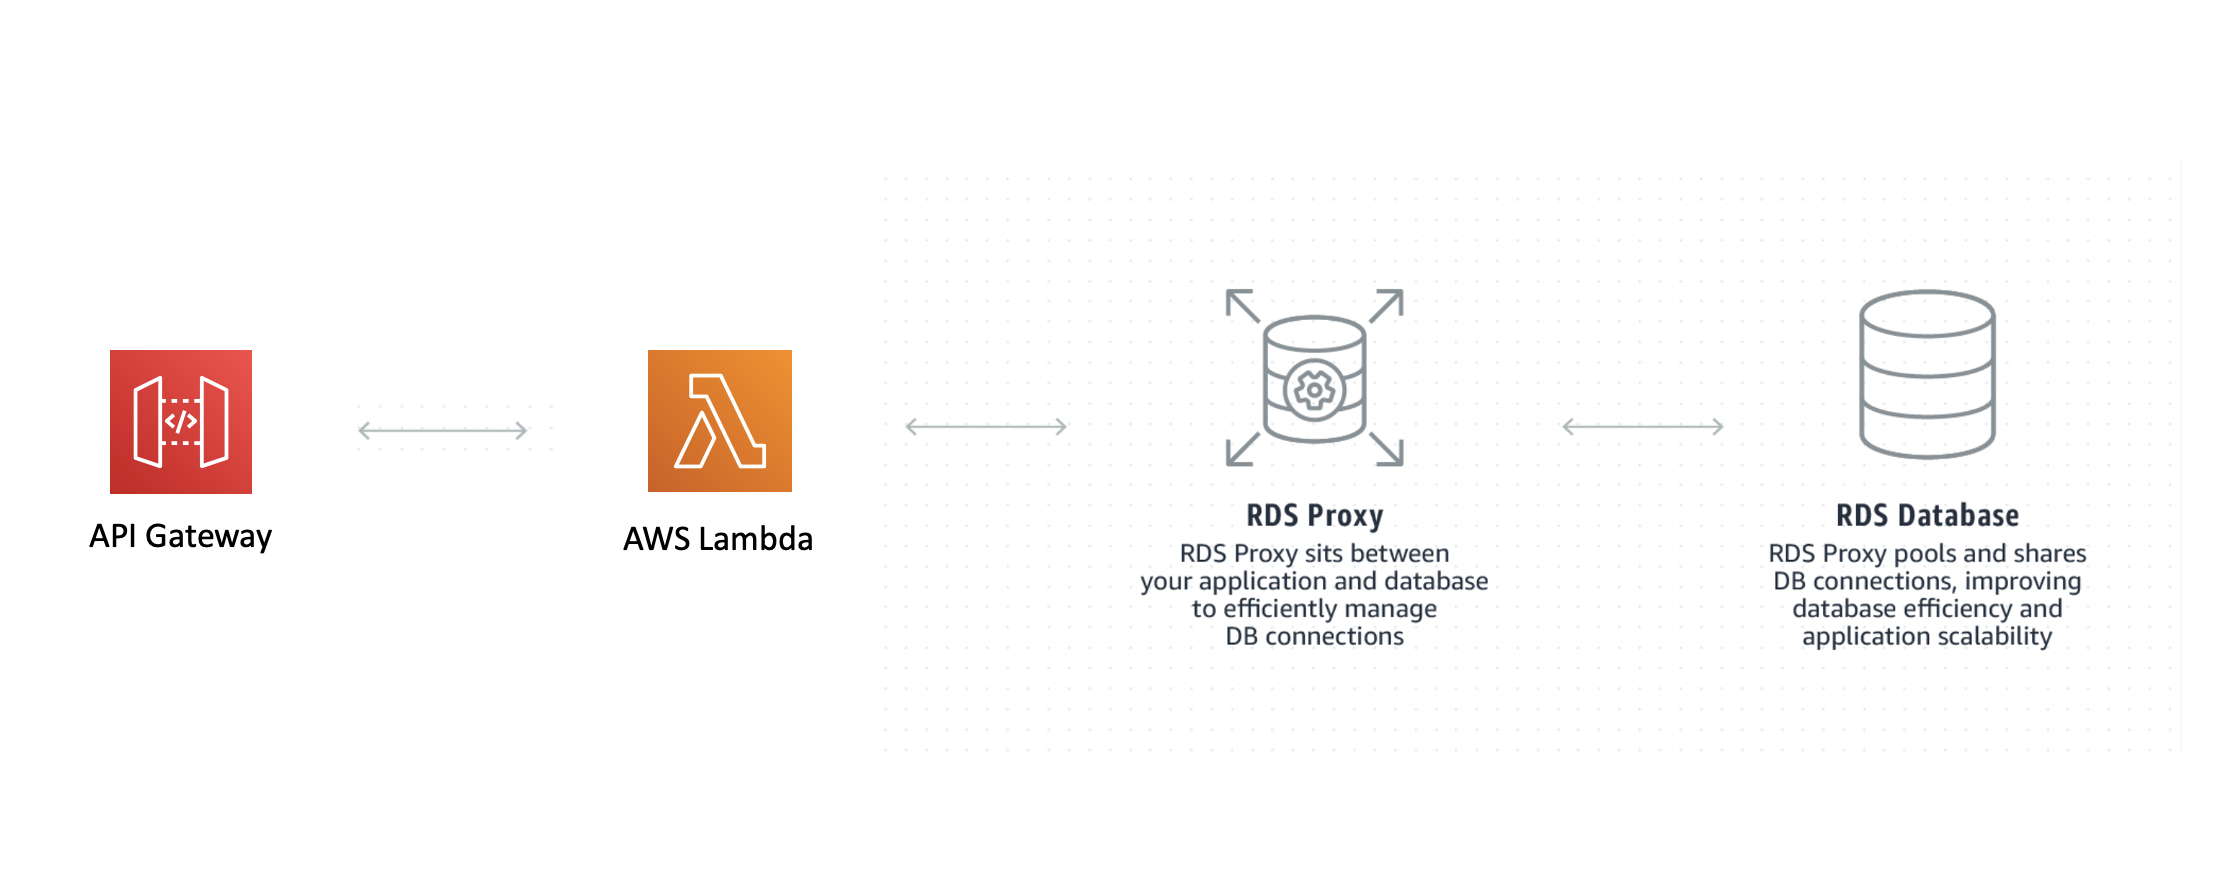 API Gateway
AWS Lambda
RDS Proxy
RDS Proxy sits between
your application and database
to efficiently manage
DB connections
RDS Database
RDS Proxy pools and shares
DB connections, improving
database efficiency and
application scalability